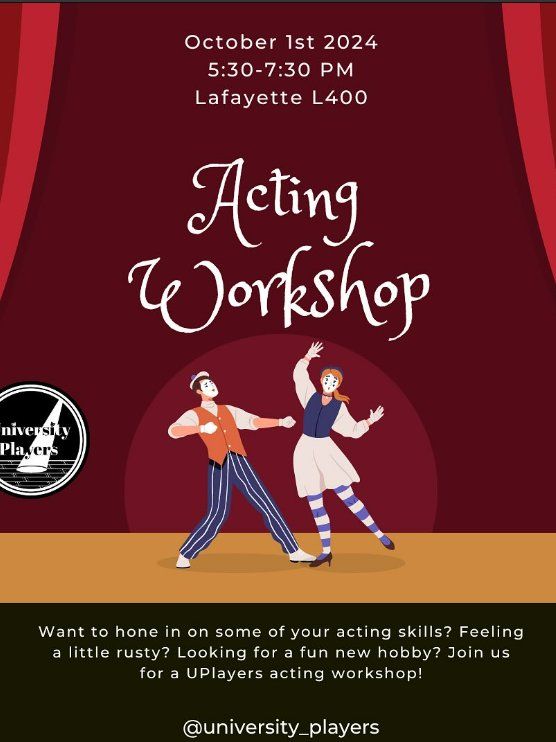 October 1st 2024
5:30-7:30 PM
Lafayette L400
Acting
Workshop
Players
Want to hone in on some of your acting skills? Feeling
a little rusty? Looking for a fun new hobby? Join us
for a UPlayers acting workshop!
@university_players